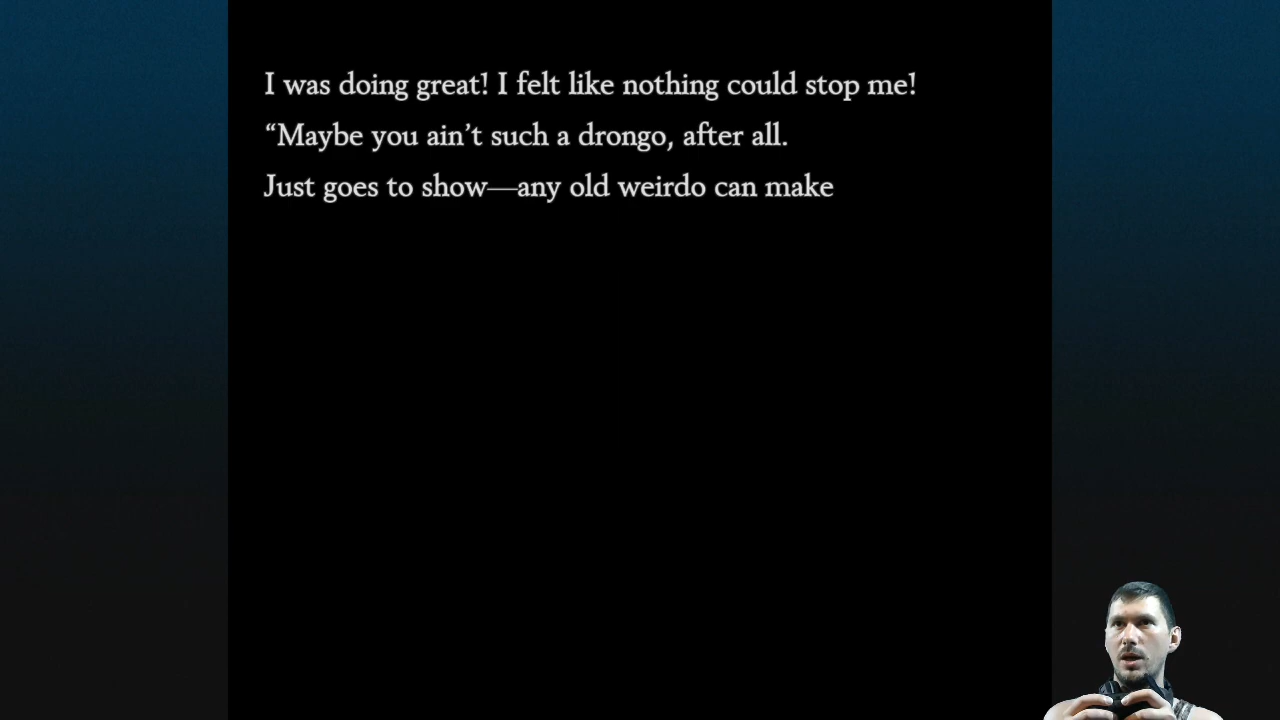 I was doing great! I felt like nothing could stop me!
“Maybe you ain’t such a drongo, after all.
Just goes to show—any old weirdo can make